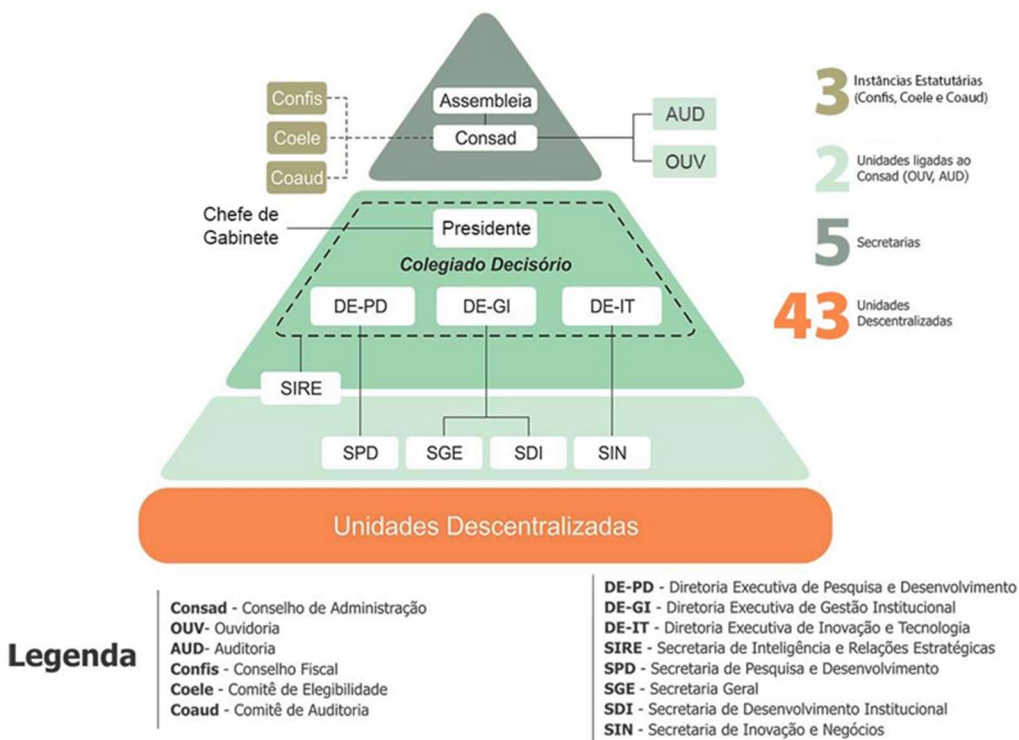 Confis
Coele
Coaud
Assembleia
Consad
AUD
OUV
3 Instâncias Estatutárias
(Confis, Coele e Coaud)
2 Unidades ligadas ao
Consad (OUV, AUD)
5 Secretarias
43 Unidades
Descentralizadas
Chefe de
Gabinete
Presidente
Colegiado Decisório
DE-PD
DE-GI
DE-IT
SIRE
SPD
SGE
SDI
SIN
Unidades Descentralizadas
Legenda
Consad - Conselho de Administração
OUV- Ouvidoria
AUD- Auditoria
Confis - Conselho Fiscal
Coele - Comitê de Elegibilidade
Coaud - Comitê de Auditoria
DE-PD - Diretoria Executiva de Pesquisa e Desenvolvimento
DE-GI - Diretoria Executiva de Gestão Institucional
DE-IT - Diretoria Executiva de Inovação e Tecnologia
SIRE - Secretaria de Inteligência e Relações Estratégicas
SPD - Secretaria de Pesquisa e Desenvolvimento
SGE - Secretaria Geral
SDI - Secretaria de Desenvolvimento Institucional
SIN - Secretaria de Inovação e Negócios